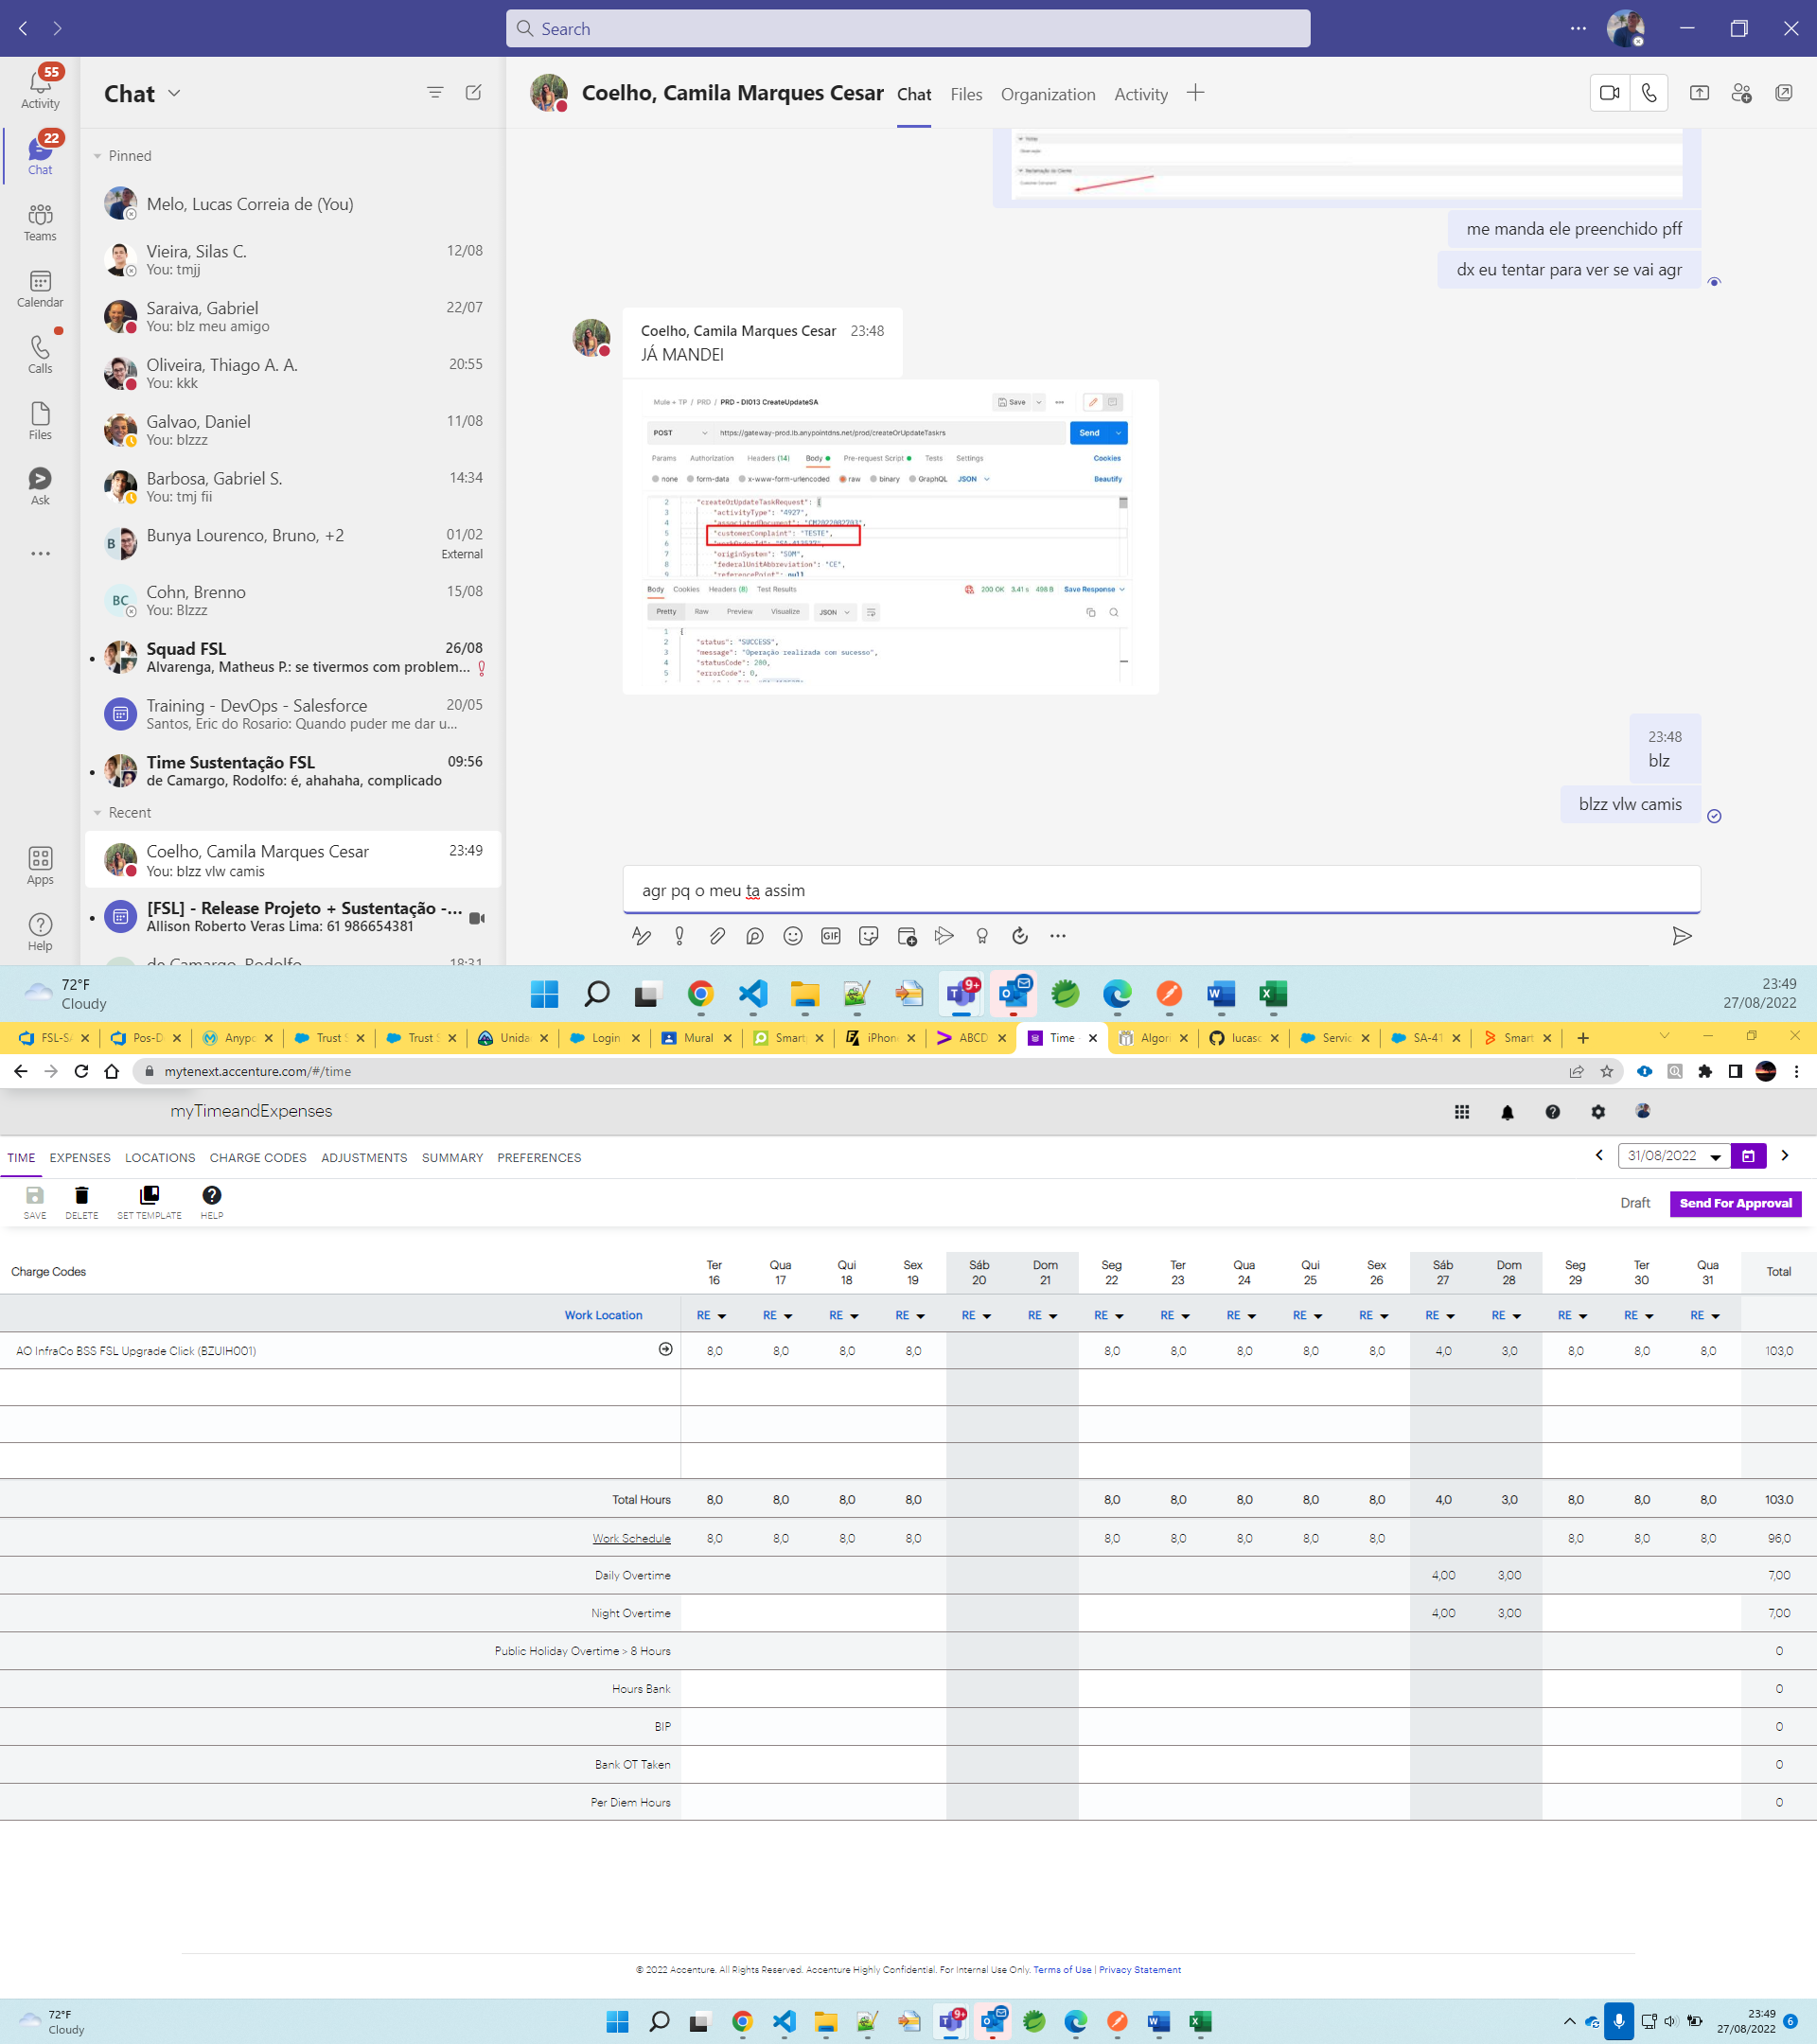 Search
55
Activity
22
Chat
Teams
Calendar
Calls
Files
Ask
Apps
Help
Chat
Pinned
Melo, Lucas Correia de (You)
Vieira, Silas C. 12/08
You: tmjj
Saraiva, Gabriel 22/07
You: blz meu amigo
Oliveira, Thiago A. A. 20:55
You: kkk
Galvao, Daniel 11/08
You: blzzz
Barbosa, Gabriel S. 14:34
You: tmj fii
B
Bunya Lourenco, Bruno, +2 01/02
External
BC
Cohn, Brenno 15/08
You: Blzzz
Squad FSL 26/08
Alvarenga, Matheus P.: se tivermos com problem...
Training - DevOps - Salesforce 20/05
Santos, Eric do Rosario: Quando puder me dar u...
Time Sustentação FSL 09:56
de Camargo, Rodolfo: é, ahahaha, complicado
Recent
Coelho, Camila Marques Cesar 23:49
You: blzz vlw camis
[FSL] - Release Projeto + Sustentação -...
Allison Roberto Veras Lima: 61 986654381
de Camargo, Rodolfo 18:31
Coelho, Camila Marques Cesar Chat Files Organization Activity
Reclamação do Cliente
Customer Complaint
me manda ele preenchido pff
dx eu tentar para ver se vai agr
Coelho, Camila Marques Cesar 23:48
JÁ MANDEI
Mule + TP / PRD / PRD - DI013 CreateUpdateSA Save
POST https://gateway-prod.lb.anypointdns.net/prod/createOrUpdateTaskrs Send
Params Authorization Headers (14) Body Pre-request Script Tests Settings Cookies
none form-data x-www-form-urlencoded raw binary GraphQL JSON Beautify
2 "createOrUpdateTaskRequest": {
3 "activityType": "4927",
4 "associatedDocument": "CM2022082703",
5 "customerComplaint": "TESTE",
6
7 "originSystem": "SOM",
8 "federalUnitAbbreviation": "CE",
9 "referencePoint": null
Body Cookies Headers (8) Test Results 200 OK 3.41 s 498 B Save Response
Pretty Raw Preview Visualize JSON
1 {
2 "status": "SUCCESS",
3 "message": "Operação realizada com sucesso",
4 "statusCode": 200,
5 "errorCode": 0,
23:48
blz
blzz vlw camis
agr pq o meu ta assim
GIF
72°F
Cloudy
9+
23:49
27/08/2022
FSL-S Pos-D Anypo Trust S Trust S Unida Login Mural Smart iPhon ABCD Time Algor lucasc Servic SA-41 Smart
mytenext.accenture.com/#/time
myTimeandExpenses
TIME EXPENSES LOCATIONS CHARGE CODES ADJUSTMENTS SUMMARY PREFERENCES 31/08/2022
SAVE DELETE SET TEMPLATE HELP Draft Send For Approval
Charge Codes Ter 16 Qua 17 Qui 18 Sex 19 Sáb 20 Dom 21 Seg 22 Ter 23 Qua 24 Qui 25 Sex 26 Sáb 27 Dom 28 Seg 29 Ter 30 Qua 31 Total
Work Location RE RE RE RE RE RE RE RE RE RE RE RE RE RE RE RE
AO InfraCo BSS FSL Upgrade Click (BZUIH001) 8,0 8,0 8,0 8,0 8,0 8,0 8,0 8,0 8,0 4,0 3,0 8,0 8,0 8,0 103,0
Total Hours 8,0 8,0 8,0 8,0 8,0 8,0 8,0 8,0 8,0 4,0 3,0 8,0 8,0 8,0 103.0
Work Schedule 8,0 8,0 8,0 8,0 8,0 8,0 8,0 8,0 8,0 8,0 8,0 8,0 96,0
Daily Overtime 4,00 3,00 7,00
Night Overtime 4,00 3,00 7,00
Public Holiday Overtime > 8 Hours 0
Hours Bank 0
BIP 0
Bank OT Taken 0
Per Diem Hours 0
© 2022 Accenture. All Rights Reserved. Accenture Highly Confidential. For Internal Use Only. Terms of Use | Privacy Statement
72°F
Cloudy
9+
23:49
27/08/2022
6